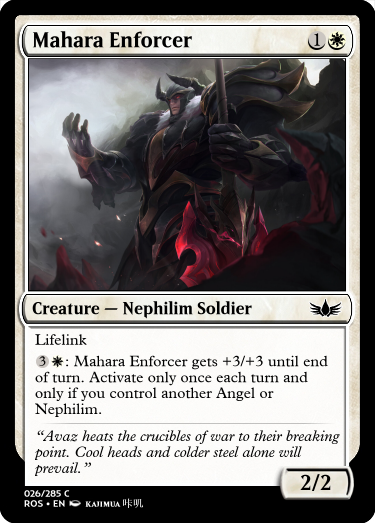 Mahara Enforcer 1
Creature — Nephilim Soldier
Lifelink
3 : Mahara Enforcer gets +3/+3 until end
of turn. Activate only once each turn and
only if you control another Angel or
Nephilim.
“Avaz heats the crucibles of war to their breaking
point. Cool heads and colder steel alone will
prevail.”
2/2
026/285 C
ROS • EN KAJIMUA 咔叽